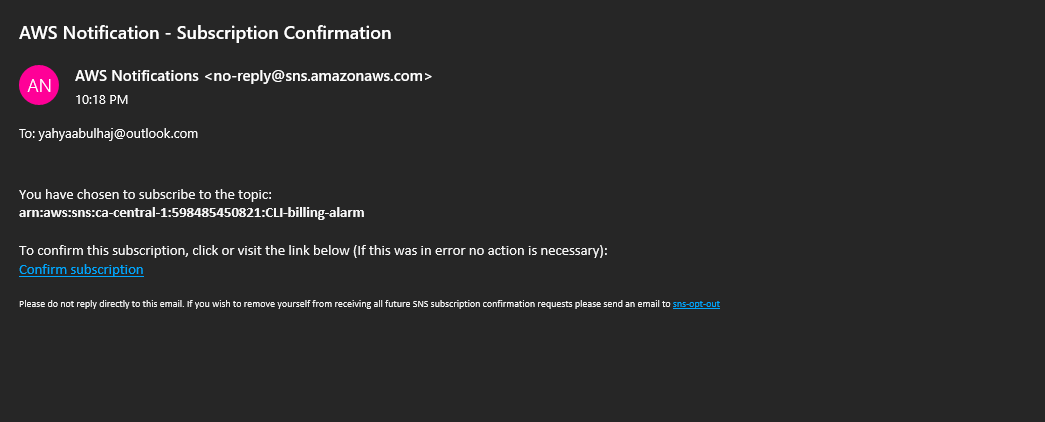 AWS Notification - Subscription Confirmation
AN
AWS Notifications <no-reply@sns.amazonaws.com>
10:18 PM
To: yahyaabulhaj@outlook.com
You have chosen to subscribe to the topic:
arn:aws:sns:ca-central-1:598485450821:CLI-billing-alarm
To confirm this subscription, click or visit the link below (If this was in error no action is necessary):
Confirm subscription
Please do not reply directly to this email. If you wish to remove yourself from receiving all future SNS subscription confirmation requests please send an email to sns-opt-out